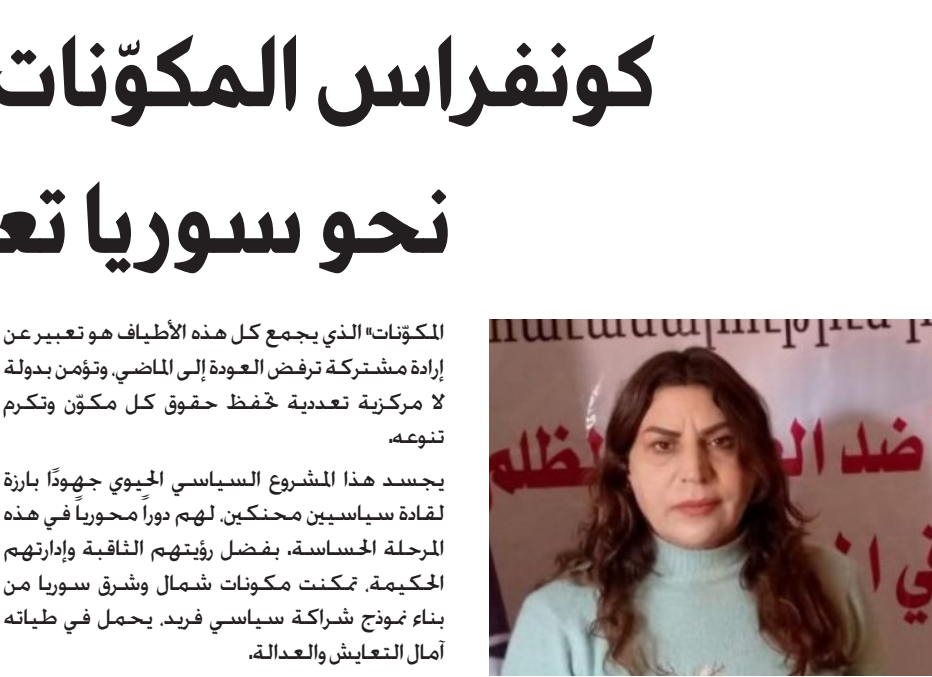 كونفراس المكوّنات
نحو سوريا
المكوّنات" الذي يجمع كل هذه الأطياف هو تعبير عن
إرادة مشتركة ترفض العودة إلى الماضي، وتؤمن بدولة
لا مركزية تعددية تحفظ حقوق كل مكوّن وتكرم
تنوعه.
يجسد هذا المشروع السياسي الحيوي جهودًا بارزة
لقادة سياسيين محنكين، لهم دوراً محورياً في هذه
المرحلة الحساسة. بفضل رؤيتهم الثاقبة وإدارتهم
الحكيمة، تمكنت مكونات شمال وشرق سوريا من
بناء نموذج شراكة سياسي فريد، يحمل في طياته
آمال التعايش والعدالة.
ضد
في